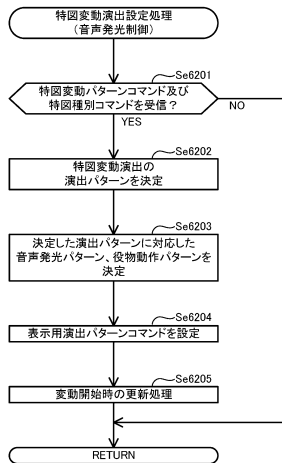 特図変動演出設定処理
（音声発光制御）
Se6201
特図変動パターンコマンド及び
特図種別コマンドを受信？
NO
YES
Se6202
特図変動演出の
演出パターンを決定
Se6203
決定した演出パターンに対応した
音声発光パターン、役物動作パターンを
決定
Se6204
表示用演出パターンコマンドを設定
Se6205
変動開始時の更新処理
RETURN